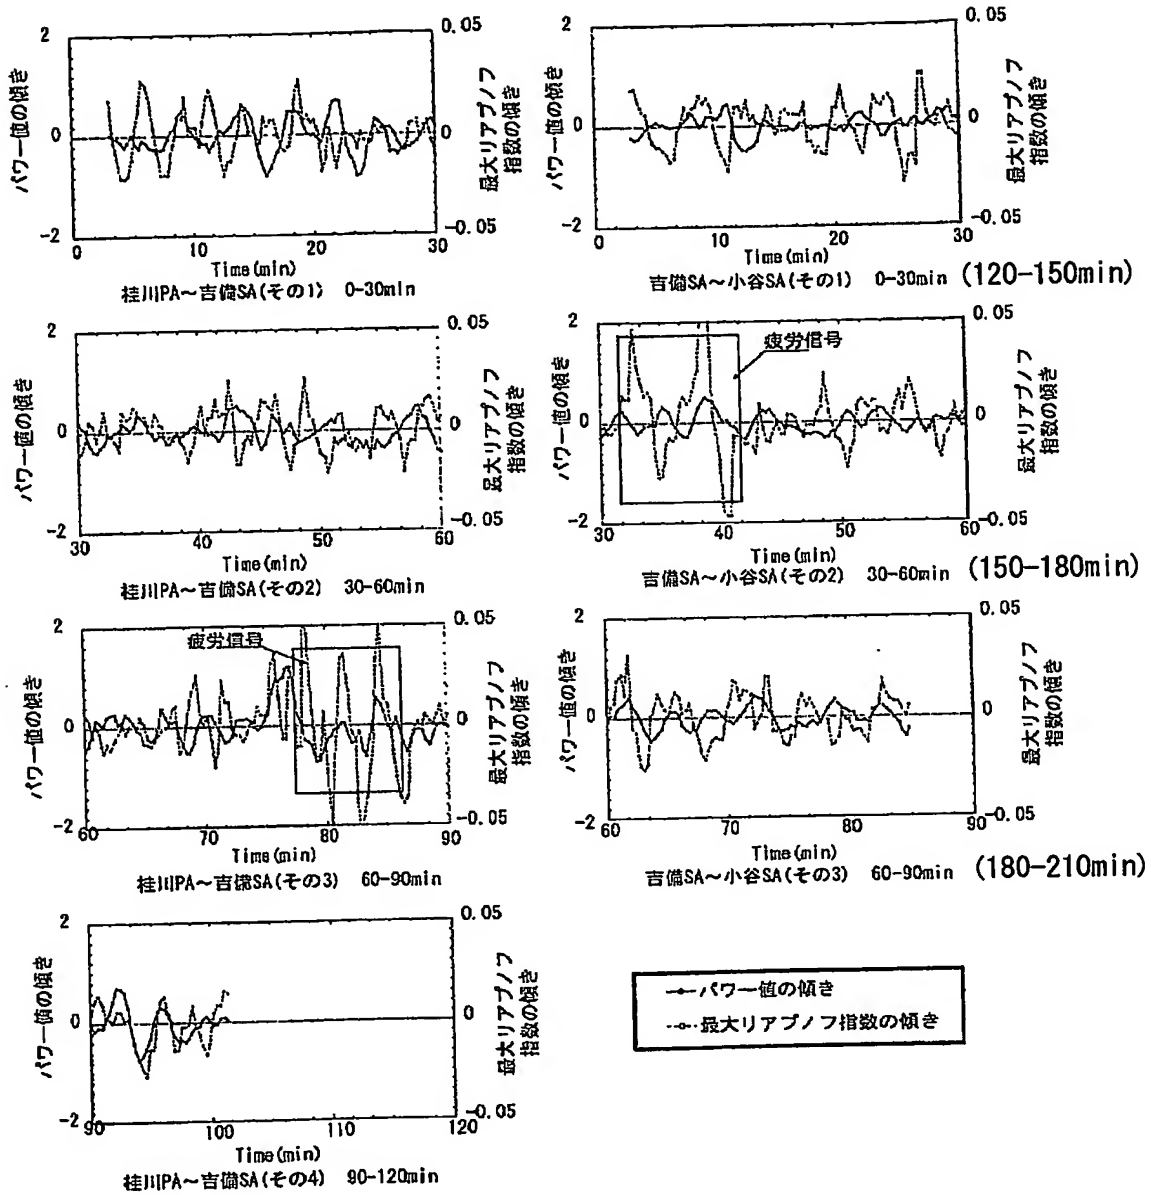 2
0.05
パワー値の傾き
0
0
最大リアプノフ
指数の傾き
-2
-0.05
0
10
20
30
Time(min)
桂川PA～吉備SA(その1) 0-30min
0.05
パワー値の傾き
2
0
0
最大リアプノフ
指数の傾き
-2
-0.05
0
10
20
30
Time(min)
吉備SA～小谷SA(その1) 0-30min (120-150min)
2
0.05
パワー値の傾き
0
0
最大リアプノフ
指数の傾き
-2
-0.05
30
40
50
60
Time(min)
桂川PA～吉備SA(その2) 30-60min
2
0.05
疲労信号
パワー値の傾き
0
0
最大リアプノフ
指数の傾き
-2
-0.05
30
40
50
60
Time(min)
吉備SA～小谷SA(その2) 30-60min (150-180min)
2
0.05
疲労信号
パワー値の傾き
0
0
最大リアプノフ
指数の傾き
-2
-0.05
60
70
80
90
Time(min)
桂川PA～吉備SA(その3) 60-90min
2
0.05
パワー値の傾き
0
0
最大リアプノフ
指数の傾き
-2
-0.05
60
70
80
90
Time(min)
吉備SA～小谷SA(その3) 60-90min (180-210min)
2
0.05
パワー値の傾き
0
0
最大リアプノフ
指数の傾き
-2
-0.05
90
100
110
120
Time(min)
桂川PA～吉備SA(その4) 90-120min
パワー値の傾き
最大リアプノフ指数の傾き